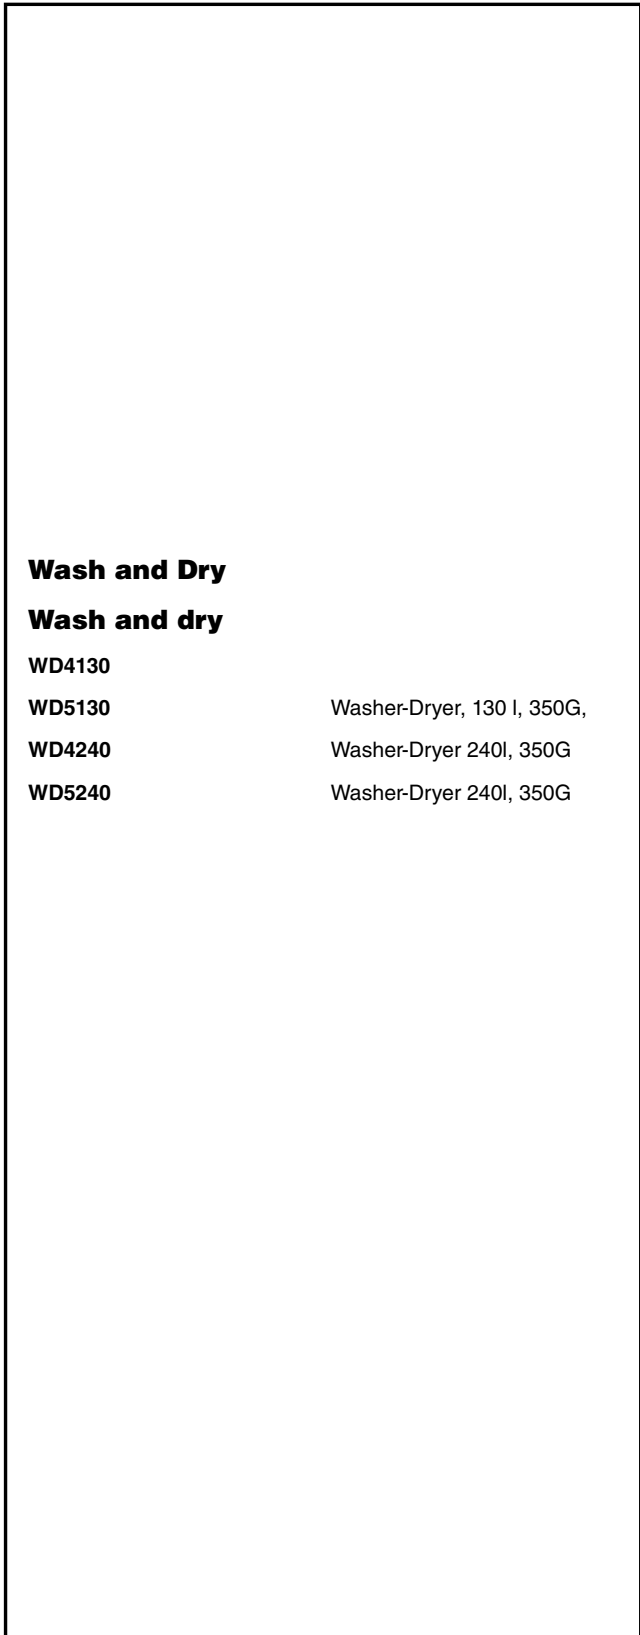 Wash and Dry
Wash and dry
WD4130
WD5130 Washer-Dryer, 130 l, 350G,
WD4240 Washer-Dryer 240l, 350G
WD5240 Washer-Dryer 240l, 350G